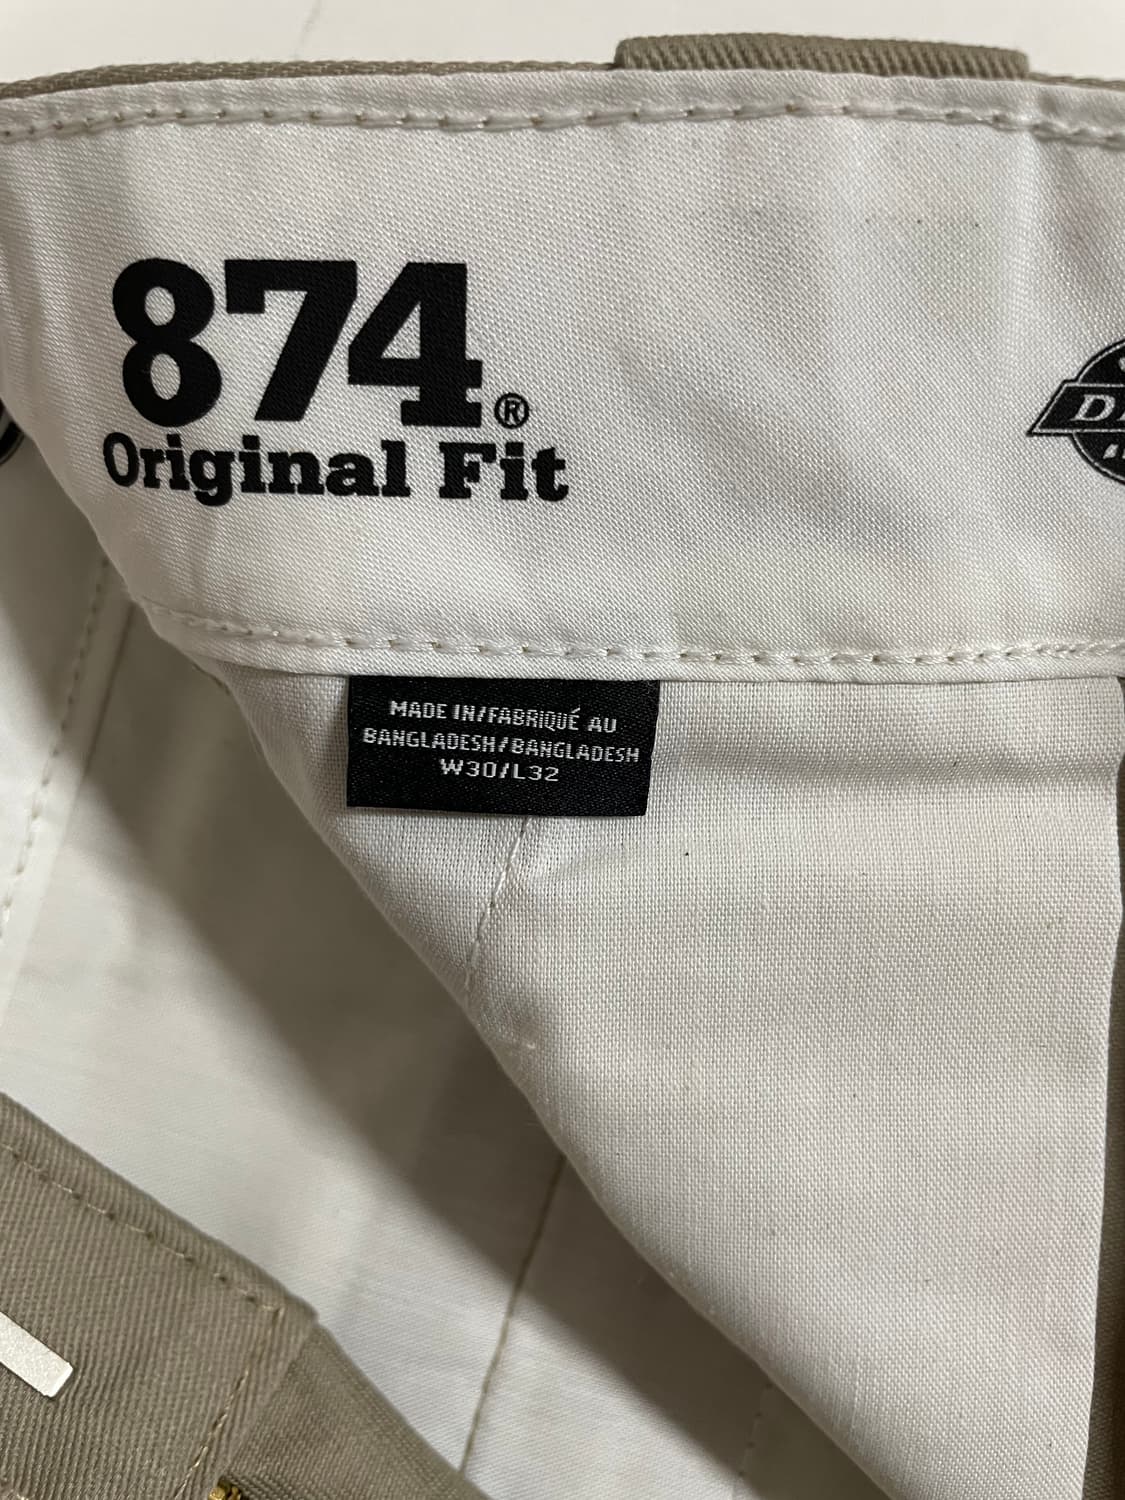 874®
Original Fit
MADE IN/FABRIQUÉ AU
BANGLADESH/BANGLADESH
W30/L32